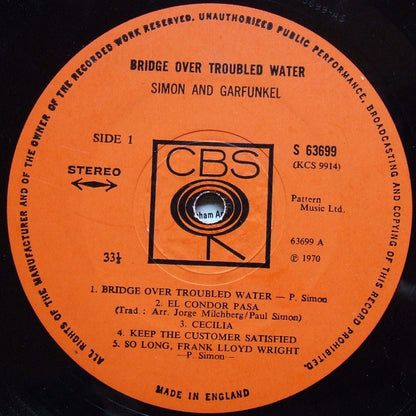 ALL RIGHTS OF THE MANUFACTURER AND OF THE OWNER OF THE RECORDED WORK RESERVED. UNAUTHORIZED PUBLIC PERFORMANCE, BROADCASTING AND COPYING OF THIS RECORD PROHIBITED.
BRIDGE OVER TROUBLED WATER
SIMON AND GARFUNKEL
SIDE 1
S 63699
(KCS 9914)
CBS
STEREO
Pattern
Music Ltd.
ham
63699 A
33⅓
℗ 1970
1. BRIDGE OVER TROUBLED WATER — P. Simon
2. EL CONDOR PASA
(Trad : Arr. Jorge Milchberg/Paul Simon)
3. CECILIA
4. KEEP THE CUSTOMER SATISFIED
5. SO LONG, FRANK LLOYD WRIGHT
—P. Simon—
MADE IN ENGLAND